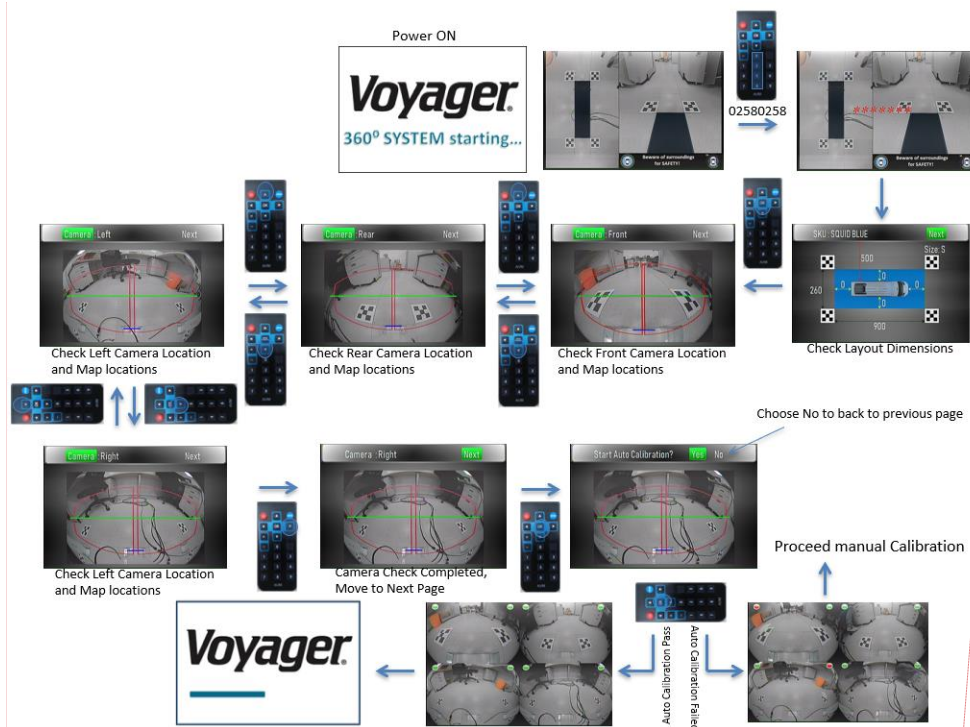 Power ON
Voyager.
360⁰ SYSTEM starting...
Beware of surroundings
for SAFETY!
02580258
Beware of surroundings
for SAFETY!
Camera :Left
Next
Camera :Rear
Next
Camera :Front
Next
SKU : SQUID BLUE
Next
Size: S
500
260
0
0
0
0
900
Check Left Camera Location
and Map locations
Check Rear Camera Location
and Map locations
Check Front Camera Location
and Map locations
Check Layout Dimensions
Choose No to back to previous page
Camera :Right
Next
Camera :Right
Next
Start Auto Calibration?
Yes
No
Check Left Camera Location
and Map locations
Camera Check Completed,
Move to Next Page
Proceed manual Calibration
Voyager.
Auto Calibration Pass
Auto Calibration Failed